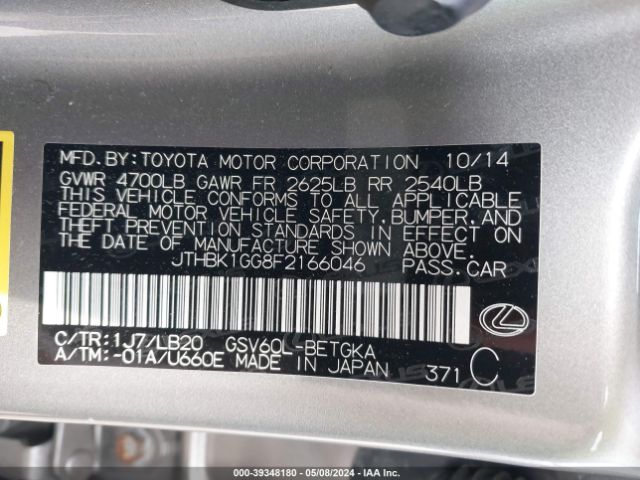 MFD.BY:TOYOTA MOTOR CORPORATION 10/14
GVWR 4700LB GAWR FR 2625LB RR 2540LB
THIS VEHICLE CONFORMS TO ALL APPLICABLE
FEDERAL MOTOR VEHICLE SAFETY,BUMPER,AND
THEFT PREVENTION STANDARDS IN EFFECT ON
THE DATE OF MANUFACTURE SHOWN ABOVE.
JTHBK1GG8F2166046 PASS.CAR
C/TR:1J7/LB20 GSV60L-BETGKA
A/TM:-01A/U660E MADE IN JAPAN 371 C
000-39348180 - 05/08/2024 - IAA Inc.